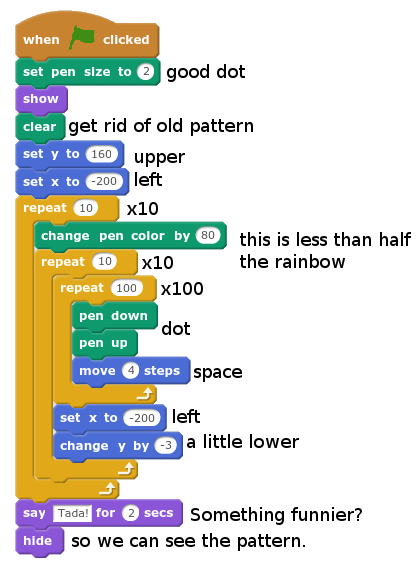 when clicked
set pen size to 2 good dot
show
clear get rid of old pattern
set y to 160 upper
set x to -200 left
repeat 10 x10
change pen color by 80 this is less than half
the rainbow
repeat 10 x10
repeat 100 x100
pen down
dot
pen up
move 4 steps space
set x to -200 left
change y by -3 a little lower
say Tada! for 2 secs Something funnier?
hide so we can see the pattern.